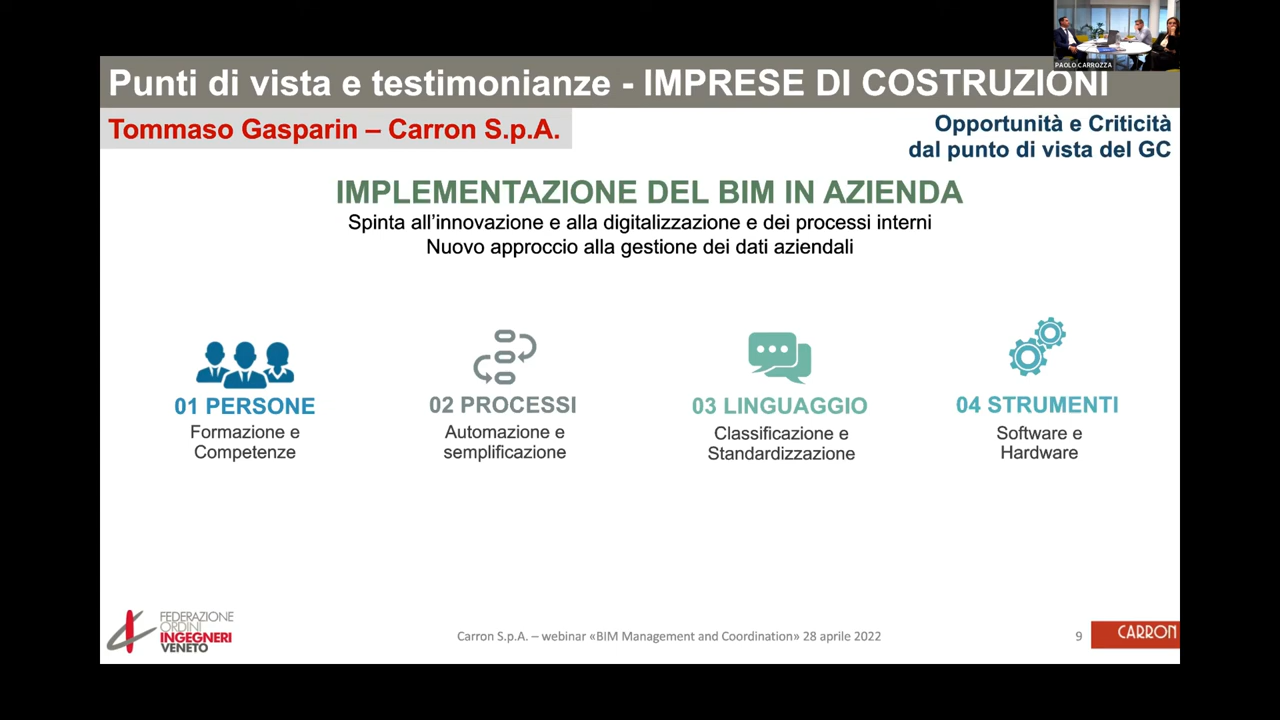 PAOLO CARROZZA
Punti di vista e testimonianze - IMPRESE DI COSTRUZIONI
Tommaso Gasparin – Carron S.p.A.
Opportunità e Criticità
dal punto di vista del GC
IMPLEMENTAZIONE DEL BIM IN AZIENDA
Spinta all’innovazione e alla digitalizzazione e dei processi interni
Nuovo approccio alla gestione dei dati aziendali
01 PERSONE
Formazione e
Competenze
02 PROCESSI
Automazione e
semplificazione
03 LINGUAGGIO
Classificazione e
Standardizzazione
04 STRUMENTI
Software e
Hardware
FEDERAZIONE
ORDINI
INGEGNERI
VENETO
Carron S.p.A. – webinar «BIM Management and Coordination» 28 aprile 2022
9
CARRON